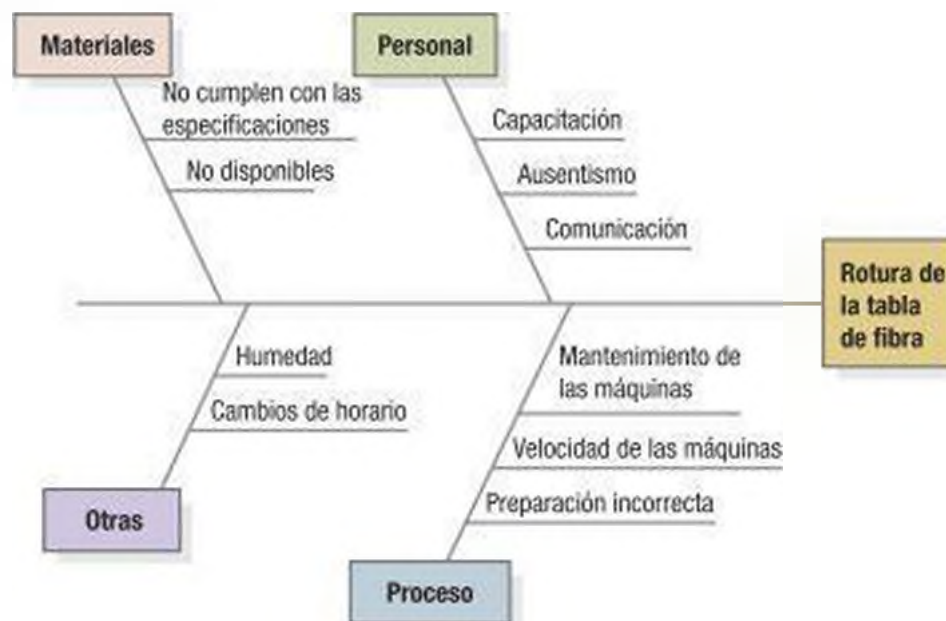 Materiales
No cumplen con las
especificaciones
No disponibles
Personal
Capacitación
Ausentismo
Comunicación
Rotura de
la tabla
de fibra
Humedad
Cambios de horario
Otras
Mantenimiento de
las máquinas
Velocidad de las máquinas
Preparación incorrecta
Proceso